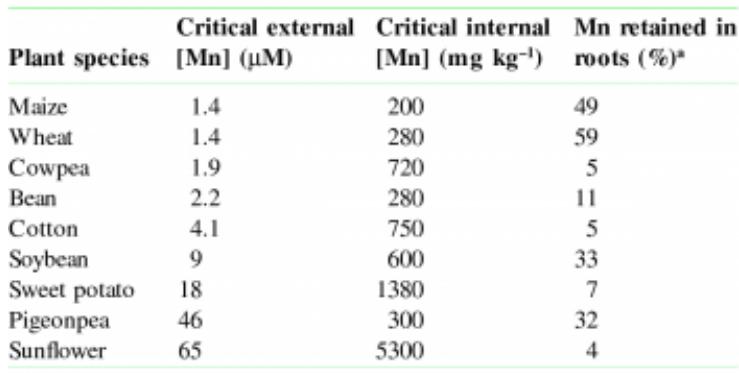 Critical external Critical internal Mn retained in
Plant species [Mn] (μM) [Mn] (mg kg⁻¹) roots (%)ᵃ
Maize 1.4 200 49
Wheat 1.4 280 59
Cowpea 1.9 720 5
Bean 2.2 280 11
Cotton 4.1 750 5
Soybean 9 600 33
Sweet potato 18 1380 7
Pigeonpea 46 300 32
Sunflower 65 5300 4